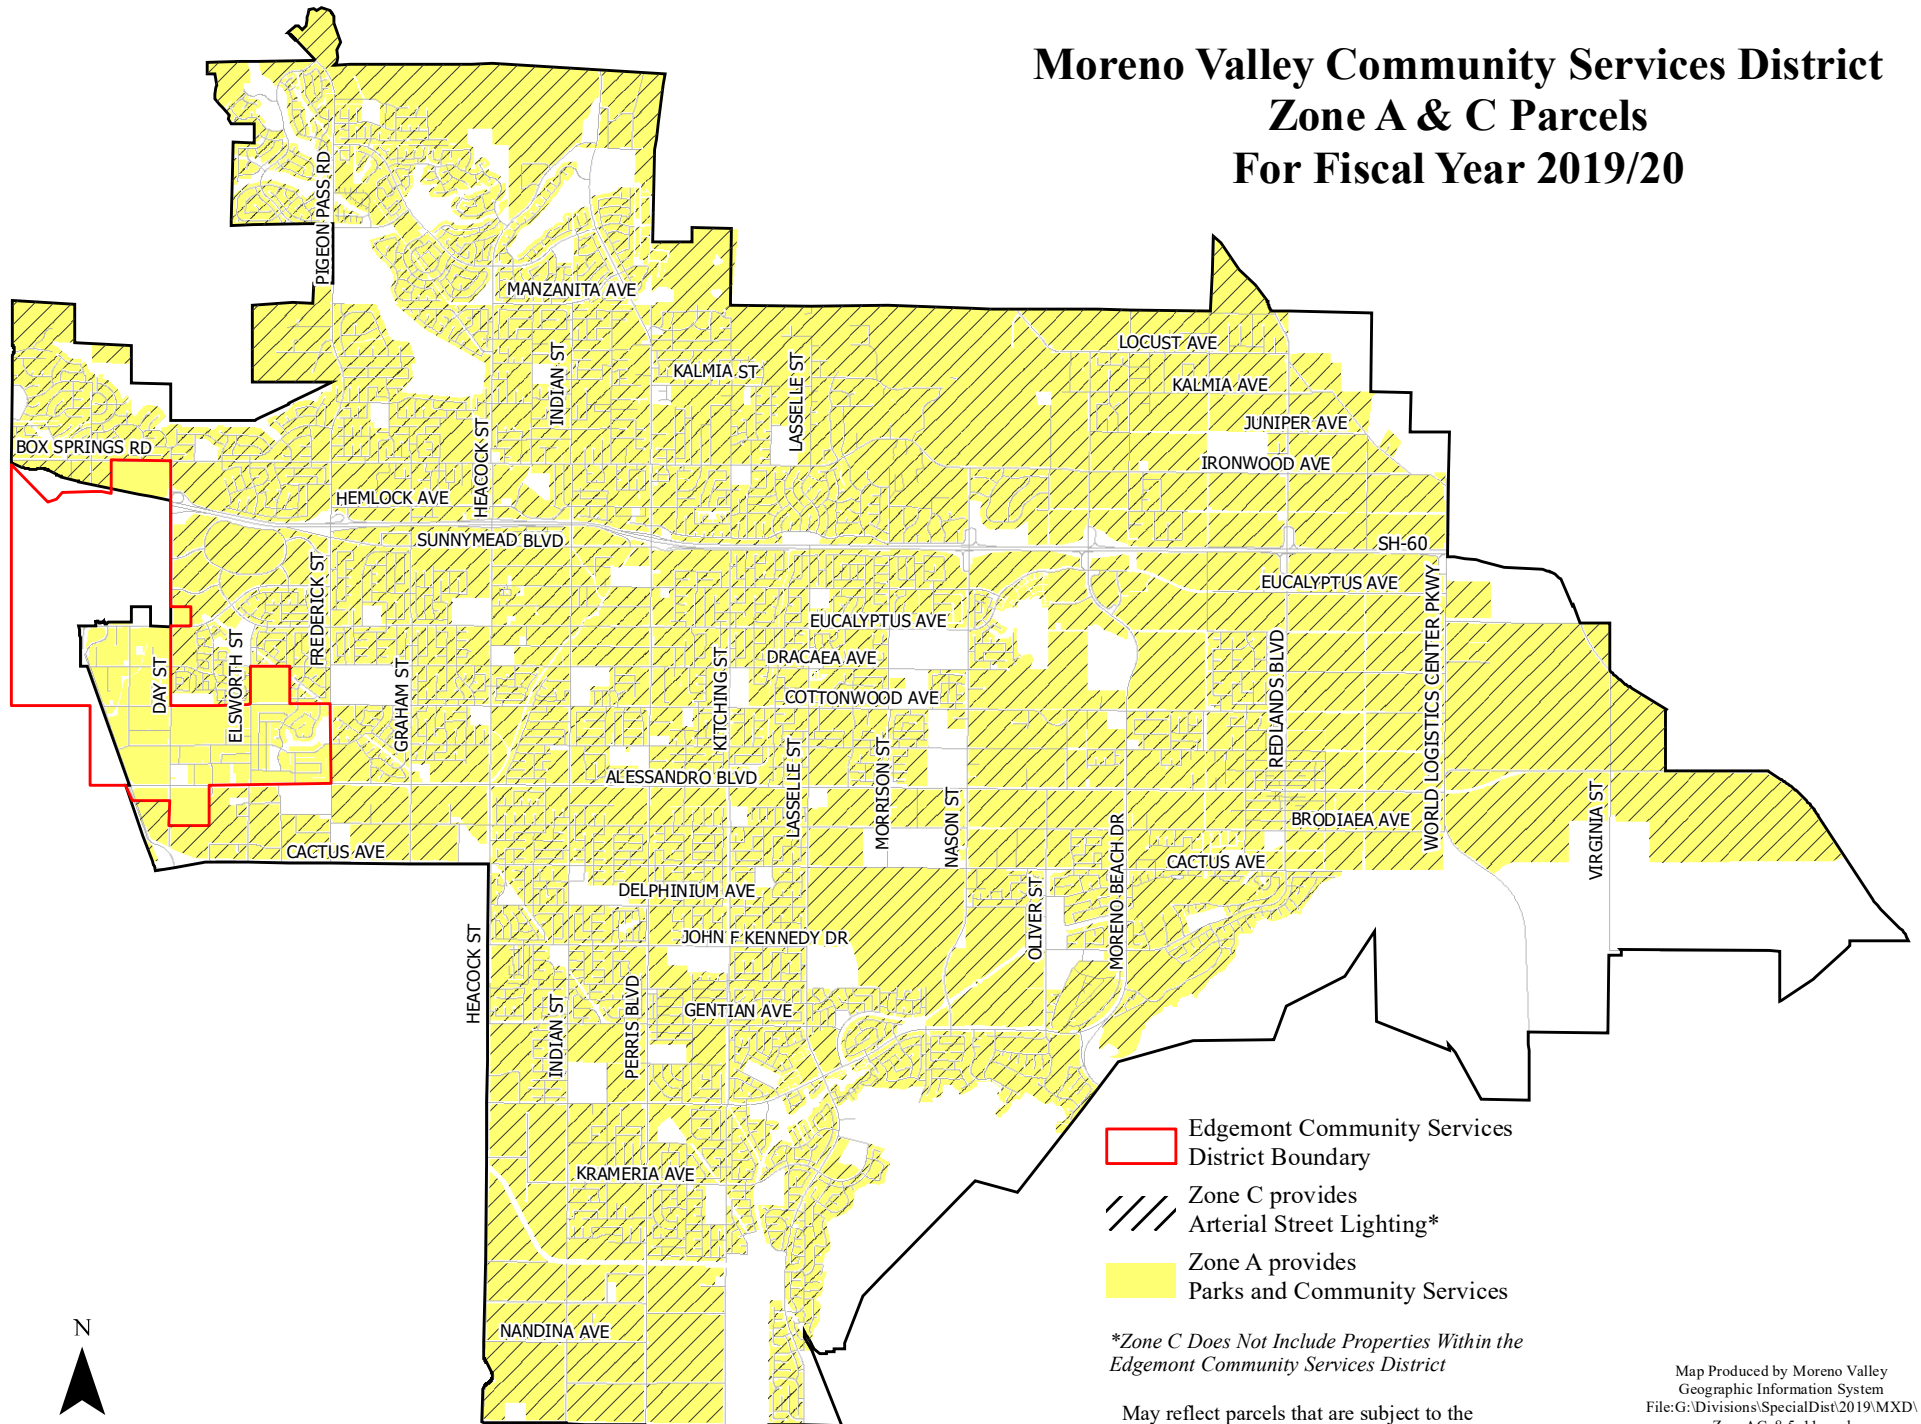 Moreno Valley Community Services District
Zone A & C Parcels
For Fiscal Year 2019/20
PIGEON PASS RD
MANZANITA AVE
LOCUST AVE
INDIAN ST
KALMIA ST
LASSELLE ST
KALMIA AVE
JUNIPER AVE
BOX SPRINGS RD
HEACOCK ST
IRONWOOD AVE
HEMLOCK AVE
SUNNYMEAD BLVD
SH-60
FREDERICK ST
EUCALYPTUS AVE
EUCALYPTUS AVE
WORLD LOGISTICS CENTER PKWY
DAY ST
ELSWORTH ST
GRAHAM ST
KITCHING ST
DRACAEA AVE
REDLANDS BLVD
COTTONWOOD AVE
LASSELLE ST
MORRISON ST
ALESSANDRO BLVD
NASON ST
MORENO BEACH DR
BRODIAEA AVE
VIRGINIA ST
CACTUS AVE
CACTUS AVE
DELPHINIUM AVE
OLIVER ST
HEACOCK ST
JOHN F KENNEDY DR
INDIAN ST
PERRIS BLVD
GENTIAN AVE
KRAMERIA AVE
NANDINA AVE
N
Edgemont Community Services
District Boundary
Zone C provides
Arterial Street Lighting*
Zone A provides
Parks and Community Services
*Zone C Does Not Include Properties Within the
Edgemont Community Services District
May reflect parcels that are subject to the
Map Produced by Moreno Valley
Geographic Information System
File:G:\Divisions\SpecialDist\2019\MXD\